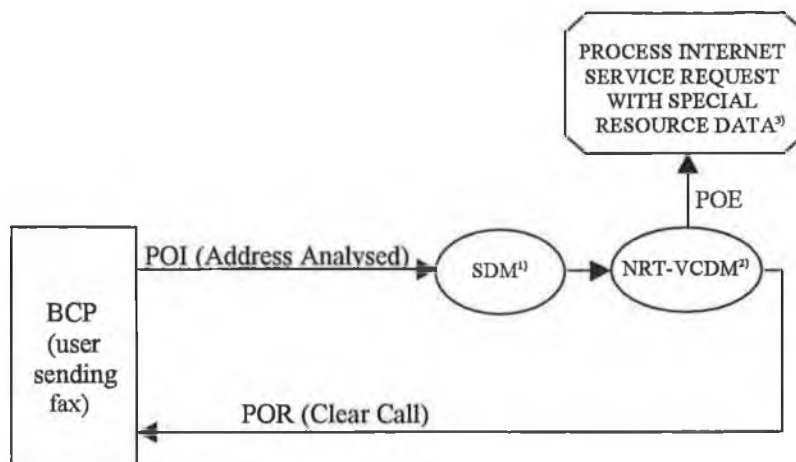 PROCESS INTERNET
SERVICE REQUEST
WITH SPECIAL
RESOURCE DATA³⁾
POE
POI (Address Analysed)
SDM¹⁾
NRT-VCDM²⁾
BCP
(user
sending
fax)
POR (Clear Call)